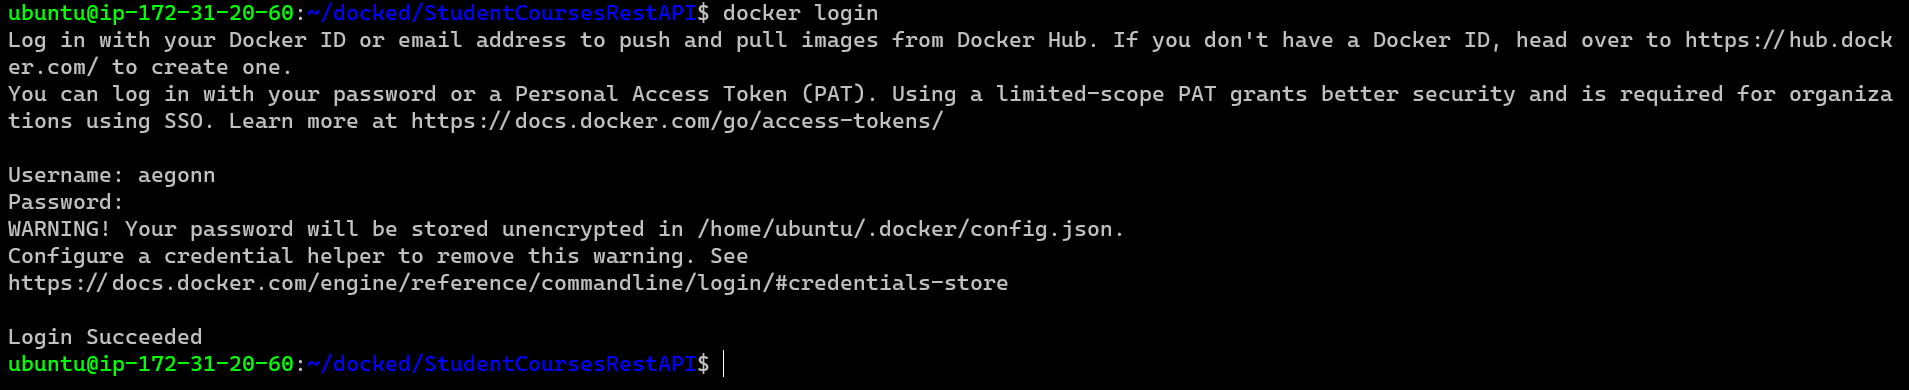 ubuntu@ip-172-31-20-60:~/docked/StudentCoursesRestAPI$ docker login
Log in with your Docker ID or email address to push and pull images from Docker Hub. If you don't have a Docker ID, head over to https://hub.dock
er.com/ to create one.
You can log in with your password or a Personal Access Token (PAT). Using a limited-scope PAT grants better security and is required for organiza
tions using SSO. Learn more at https://docs.docker.com/go/access-tokens/

Username: aegonn
Password:
WARNING! Your password will be stored unencrypted in /home/ubuntu/.docker/config.json.
Configure a credential helper to remove this warning. See
https://docs.docker.com/engine/reference/commandline/login/#credentials-store

Login Succeeded
ubuntu@ip-172-31-20-60:~/docked/StudentCoursesRestAPI$